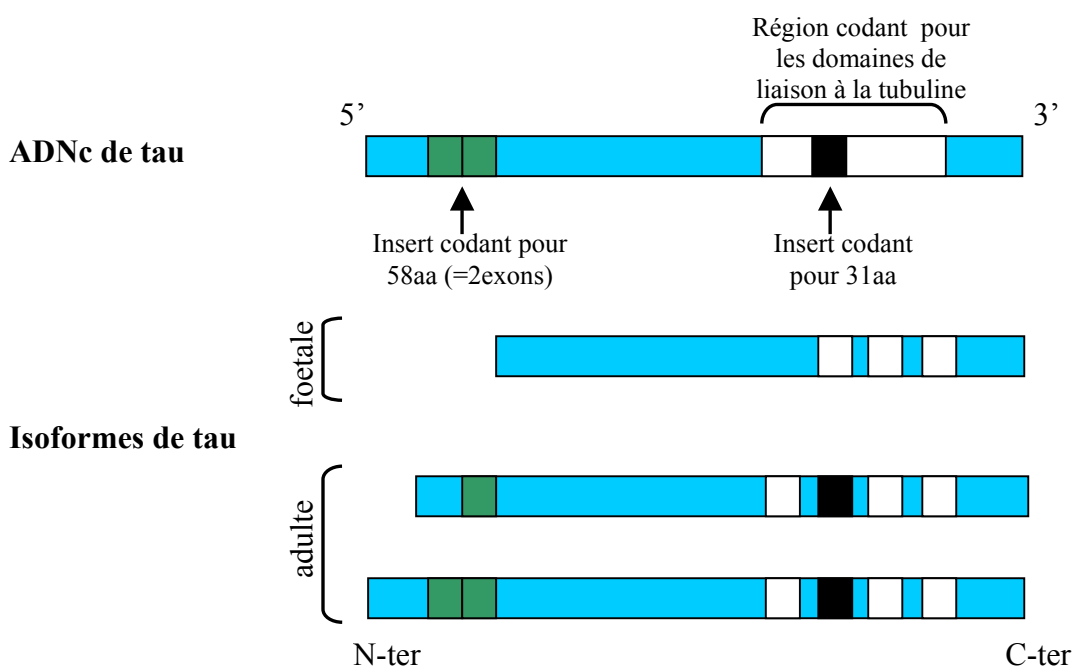 Région codant pour
les domaines de
liaison à la tubuline
5’
3’
ADNc de tau
Insert codant pour
58aa (=2exons)
Insert codant
pour 31aa
foetale
Isoformes de tau
adulte
N-ter
C-ter